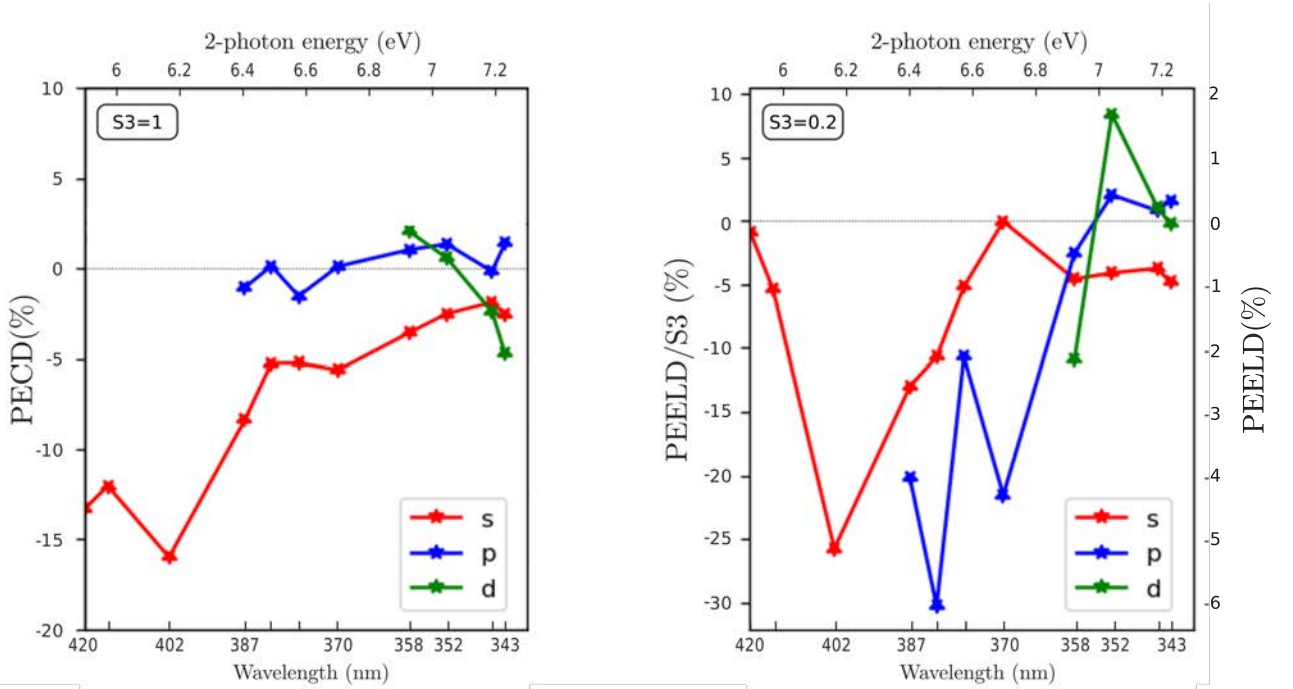 2-photon energy (eV)
6 6.2 6.4 6.6 6.8 7 7.2
10
S3=1
5
0
-5
-10
-15
-20
PECD(%)
s
p
d
420 402 387 370 358 352 343
Wavelength (nm)
2-photon energy (eV)
6 6.2 6.4 6.6 6.8 7 7.2
10
S3=0.2
5
0
-5
-10
-15
-20
-25
-30
PEELD/S3 (%)
2
1
0
-1
-2
-3
-4
-5
-6
PEELD(%)
s
p
d
420 402 387 370 358 352 343
Wavelength (nm)